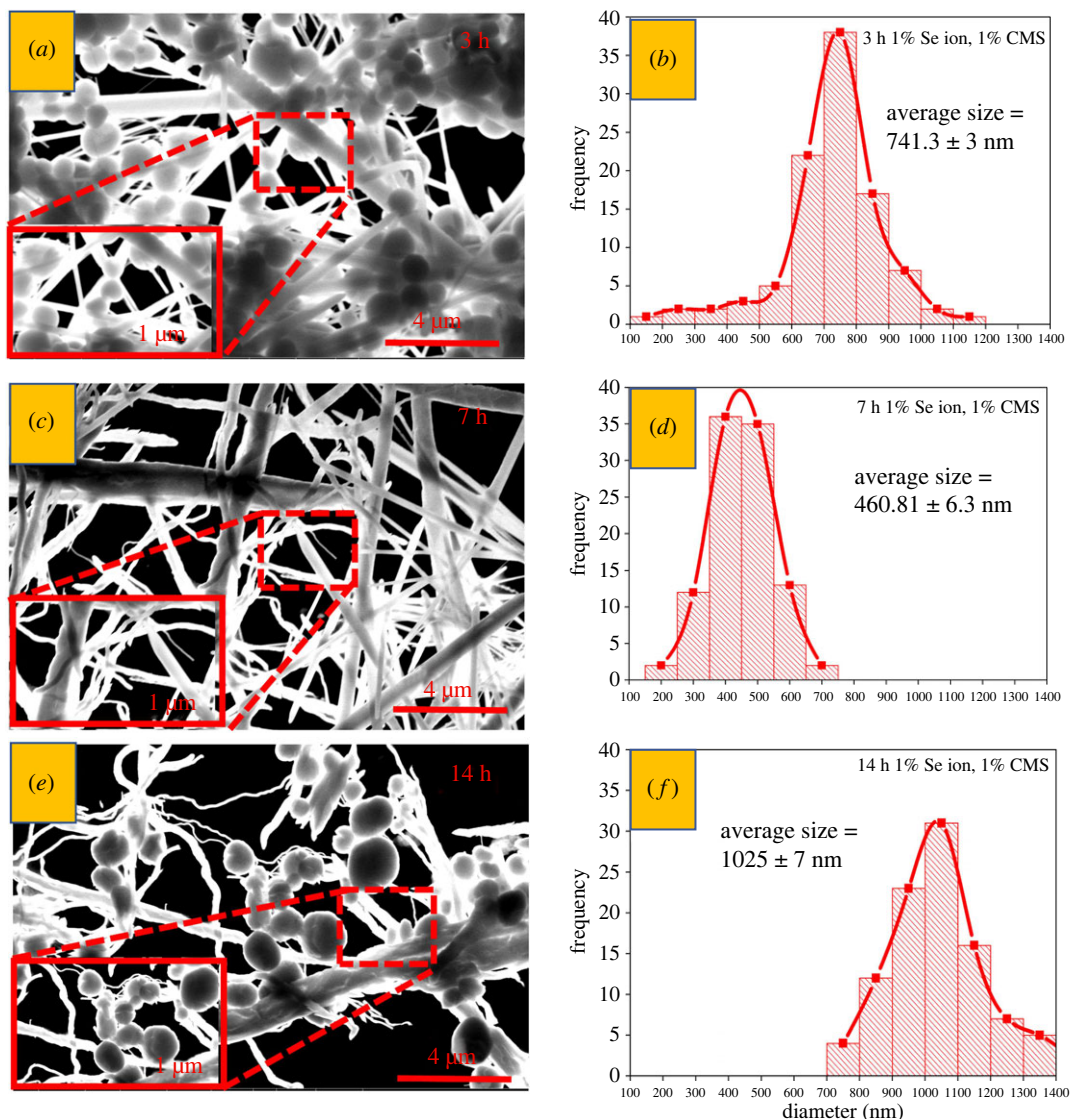 (a)
3 h
1 µm
4 µm
(b)
3 h 1% Se ion, 1% CMS
average size =
741.3 ± 3 nm
frequency
40
35
30
25
20
15
10
5
0
100 200 300 400 500 600 700 800 900 1000 1100 1200 1300 1400
(c)
7 h
1 µm
4 µm
(d)
7 h 1% Se ion, 1% CMS
average size =
460.81 ± 6.3 nm
frequency
40
35
30
25
20
15
10
5
0
100 200 300 400 500 600 700 800 900 1000 1100 1200 1300 1400
(e)
14 h
1 µm
4 µm
(f)
14 h 1% Se ion, 1% CMS
average size =
1025 ± 7 nm
frequency
40
30
20
10
0
100 200 300 400 500 600 700 800 900 1000 1100 1200 1300 1400
diameter (nm)